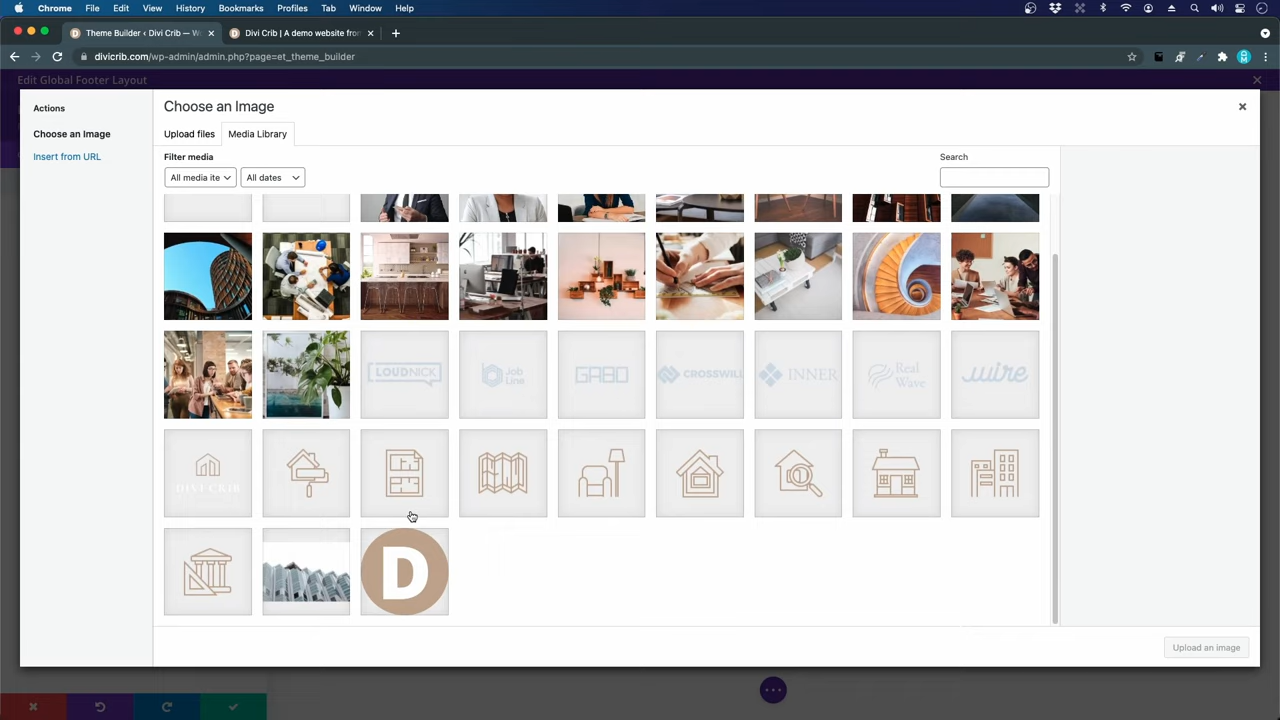 Chrome File Edit View History Bookmarks Profiles Tab Window Help
Theme Builder ‹ Divi Crib — W
Divi Crib | A demo website from
divicrib.com/wp-admin/admin.php?page=et_theme_builder
Edit Global Footer Layout
Actions
Choose an Image
Insert from URL
Choose an Image
Upload files
Media Library
Filter media
All media ite
All dates
Search
LOUDNICK
Job Line
GABO
CROSSWILL
INNER
Real Wave
wire
DIVI CRIB
D
Upload an image